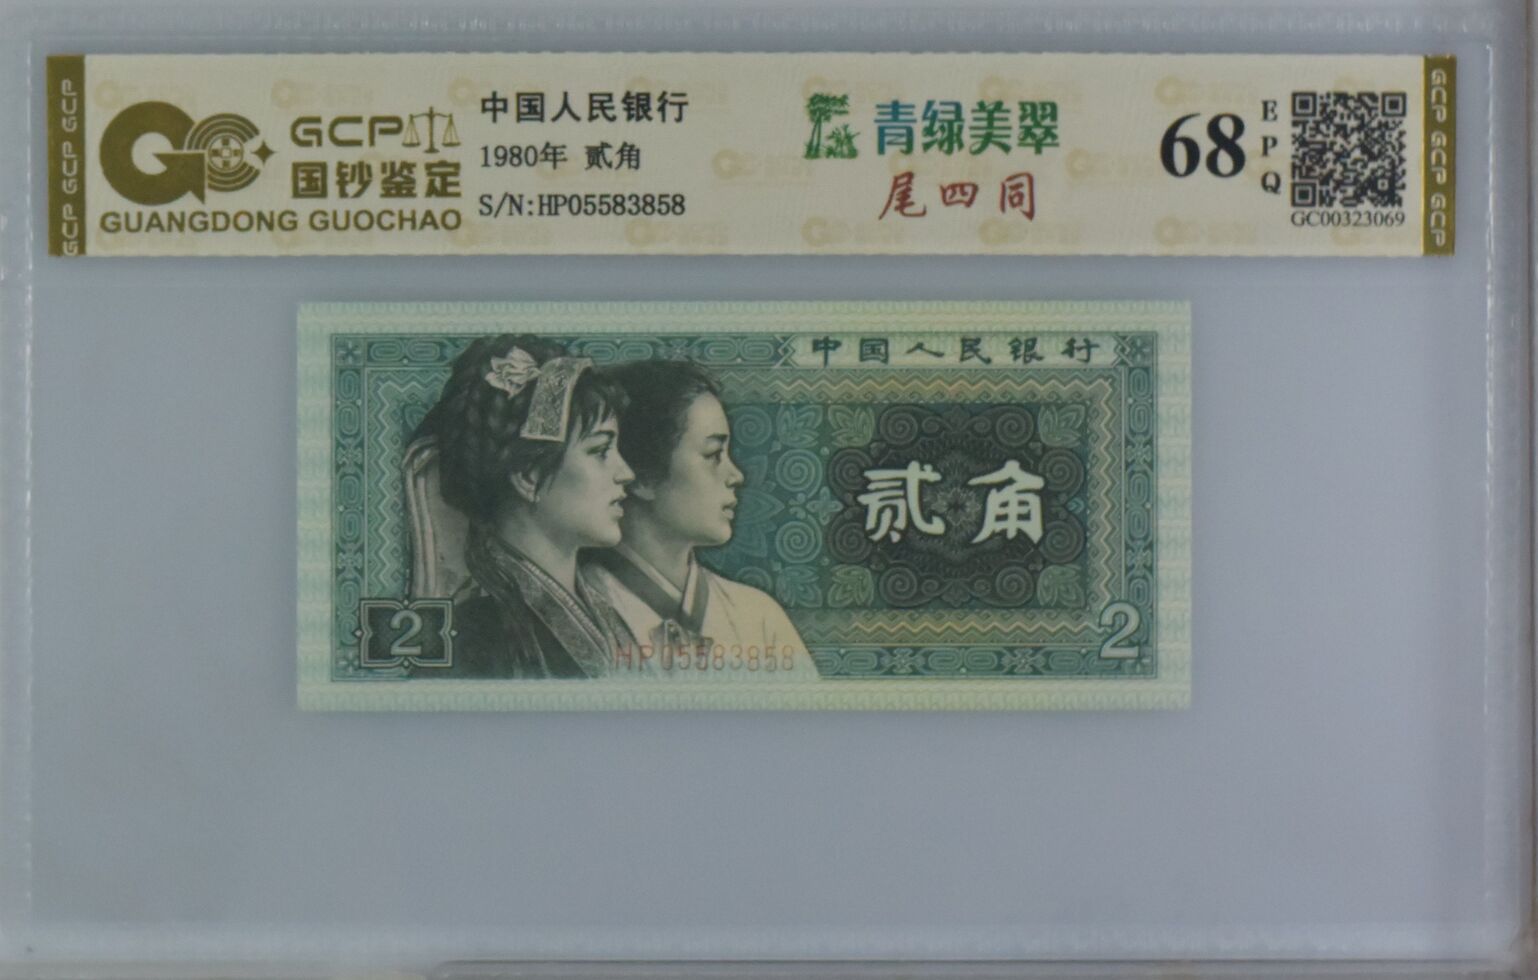 GCP GCP GCP
GCP
国钞鉴定
GUANGDONG GUOCHAO
中国人民银行
1980年 贰角
S/N:HP05583858
青绿美翠
尾四同
68
EPQ
GC00323069
GCP GCP GCP
中国人民银行
贰角
2
2
HP05583858